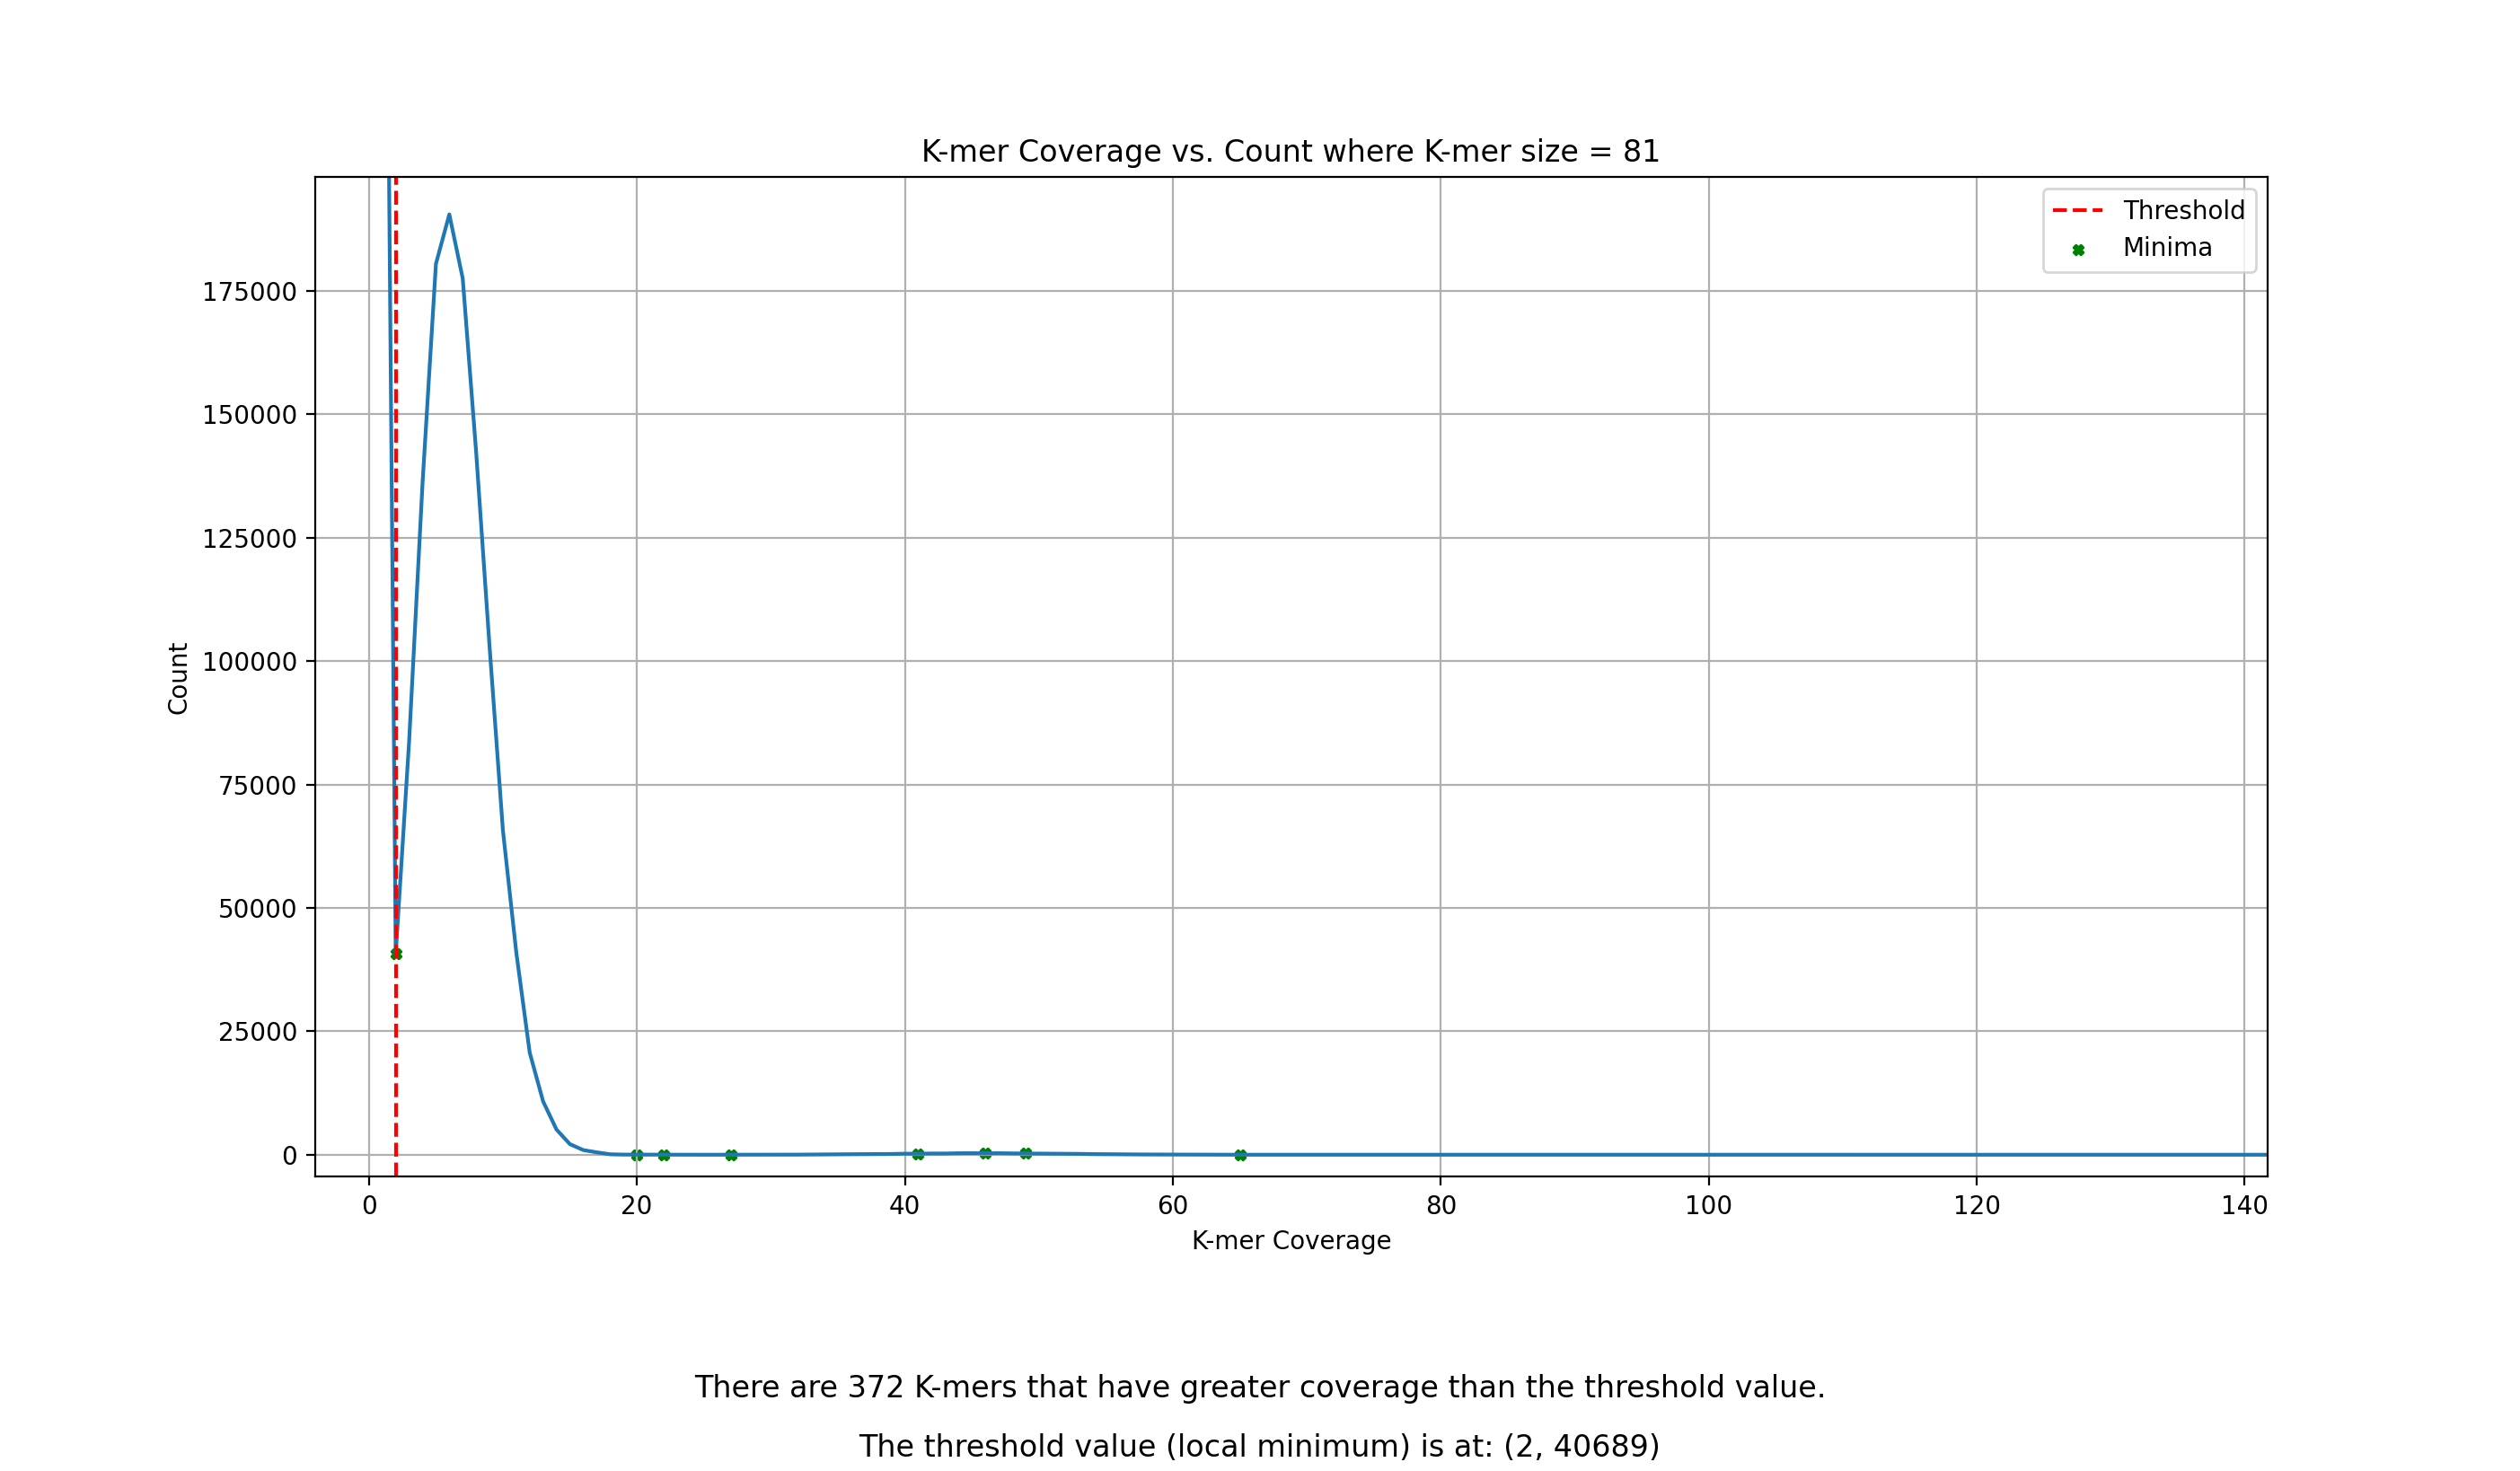 K-mer Coverage vs. Count where K-mer size = 81
Threshold
Minima
175000
150000
125000
100000
75000
50000
25000
0
Count
0 20 40 60 80 100 120 140
K-mer Coverage
There are 372 K-mers that have greater coverage than the threshold value.
The threshold value (local minimum) is at: (2, 40689)